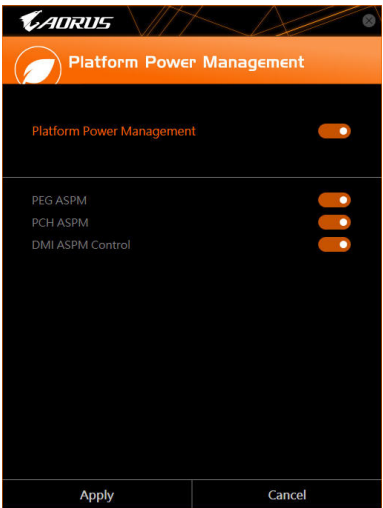 AORUS
Platform Power Management
Platform Power Management
PEG ASPM
PCH ASPM
DMI ASPM Control
Apply Cancel